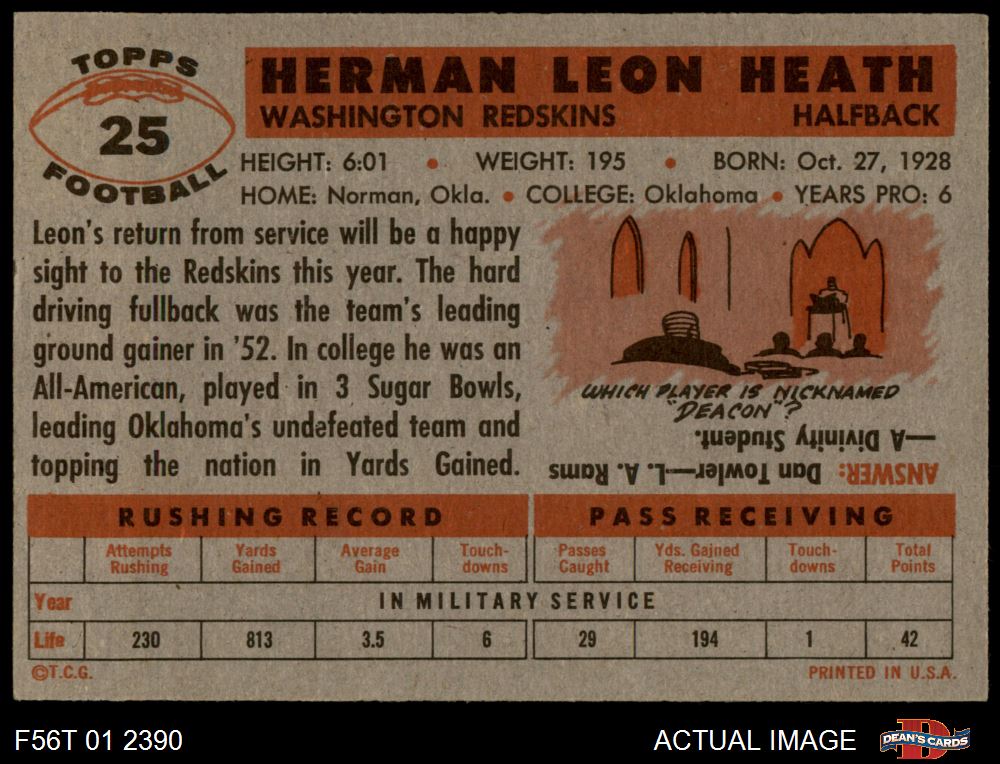 TOPPS
25
FOOTBALL
HERMAN LEON HEATH
WASHINGTON REDSKINS HALFBACK
HEIGHT: 6:01 • WEIGHT: 195 • BORN: Oct. 27, 1928
HOME: Norman, Okla. • COLLEGE: Oklahoma • YEARS PRO: 6
Leon's return from service will be a happy
sight to the Redskins this year. The hard
driving fullback was the team's leading
ground gainer in '52. In college he was an
All-American, played in 3 Sugar Bowls,
leading Oklahoma's undefeated team and
topping the nation in Yards Gained.
WHICH PLAYER IS NICKNAMED
"DEACON"?
ANSWER: Dan Towler—L. A. Rams
—A Divinity Student.
RUSHING RECORD PASS RECEIVING
Attempts Rushing Yards Gained Average Gain Touch-downs Passes Caught Yds. Gained Receiving Touch-downs Total Points
Year IN MILITARY SERVICE
Life 230 813 3.5 6 29 194 1 42
©T.C.G. PRINTED IN U.S.A.
F56T 01 2390 ACTUAL IMAGE DEAN'S CARDS